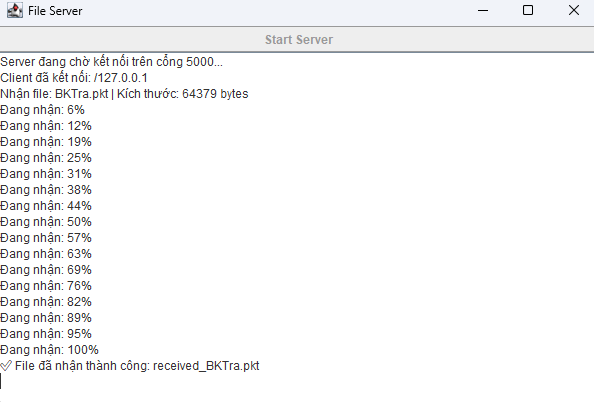 File Server
Start Server
Server đang chờ kết nối trên cổng 5000...
Client đã kết nối: /127.0.0.1
Nhận file: BKTra.pkt | Kích thước: 64379 bytes
Đang nhận: 6%
Đang nhận: 12%
Đang nhận: 19%
Đang nhận: 25%
Đang nhận: 31%
Đang nhận: 38%
Đang nhận: 44%
Đang nhận: 50%
Đang nhận: 57%
Đang nhận: 63%
Đang nhận: 69%
Đang nhận: 76%
Đang nhận: 82%
Đang nhận: 89%
Đang nhận: 95%
Đang nhận: 100%
✅ File đã nhận thành công: received_BKTra.pkt